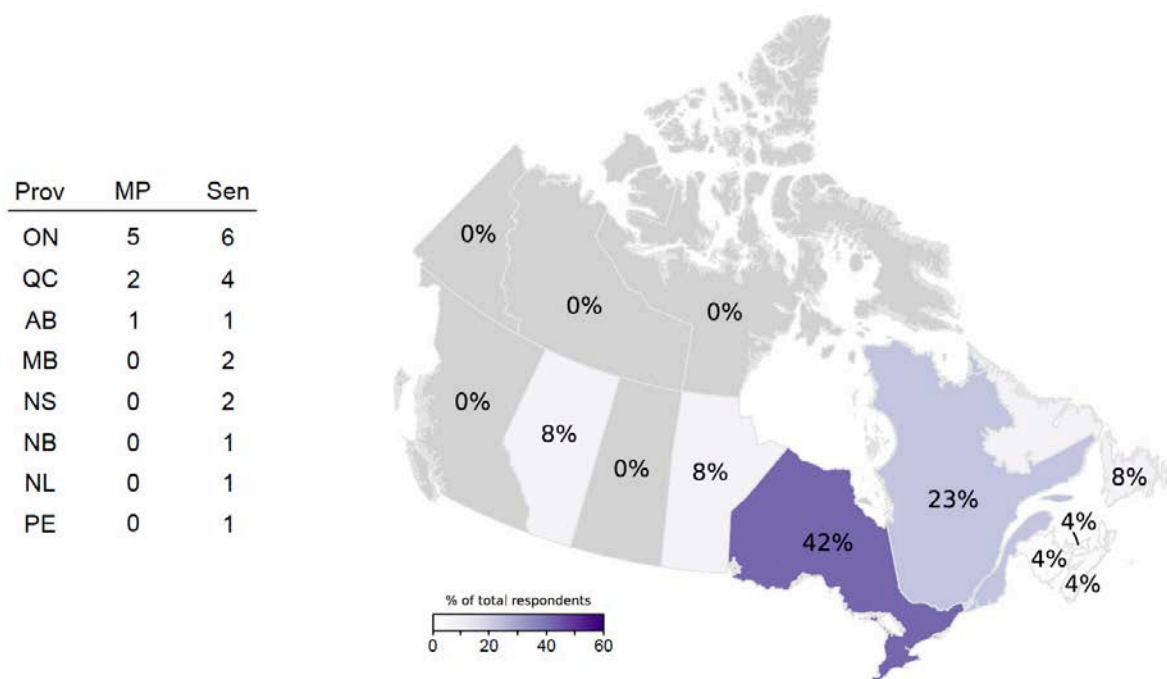 Prov MP Sen
ON 5 6
QC 2 4
AB 1 1
MB 0 2
NS 0 2
NB 0 1
NL 0 1
PE 0 1
0%
0%
0%
0%
8%
0%
8%
42%
23%
8%
4%
4%
4%
% of total respondents
0 20 40 60